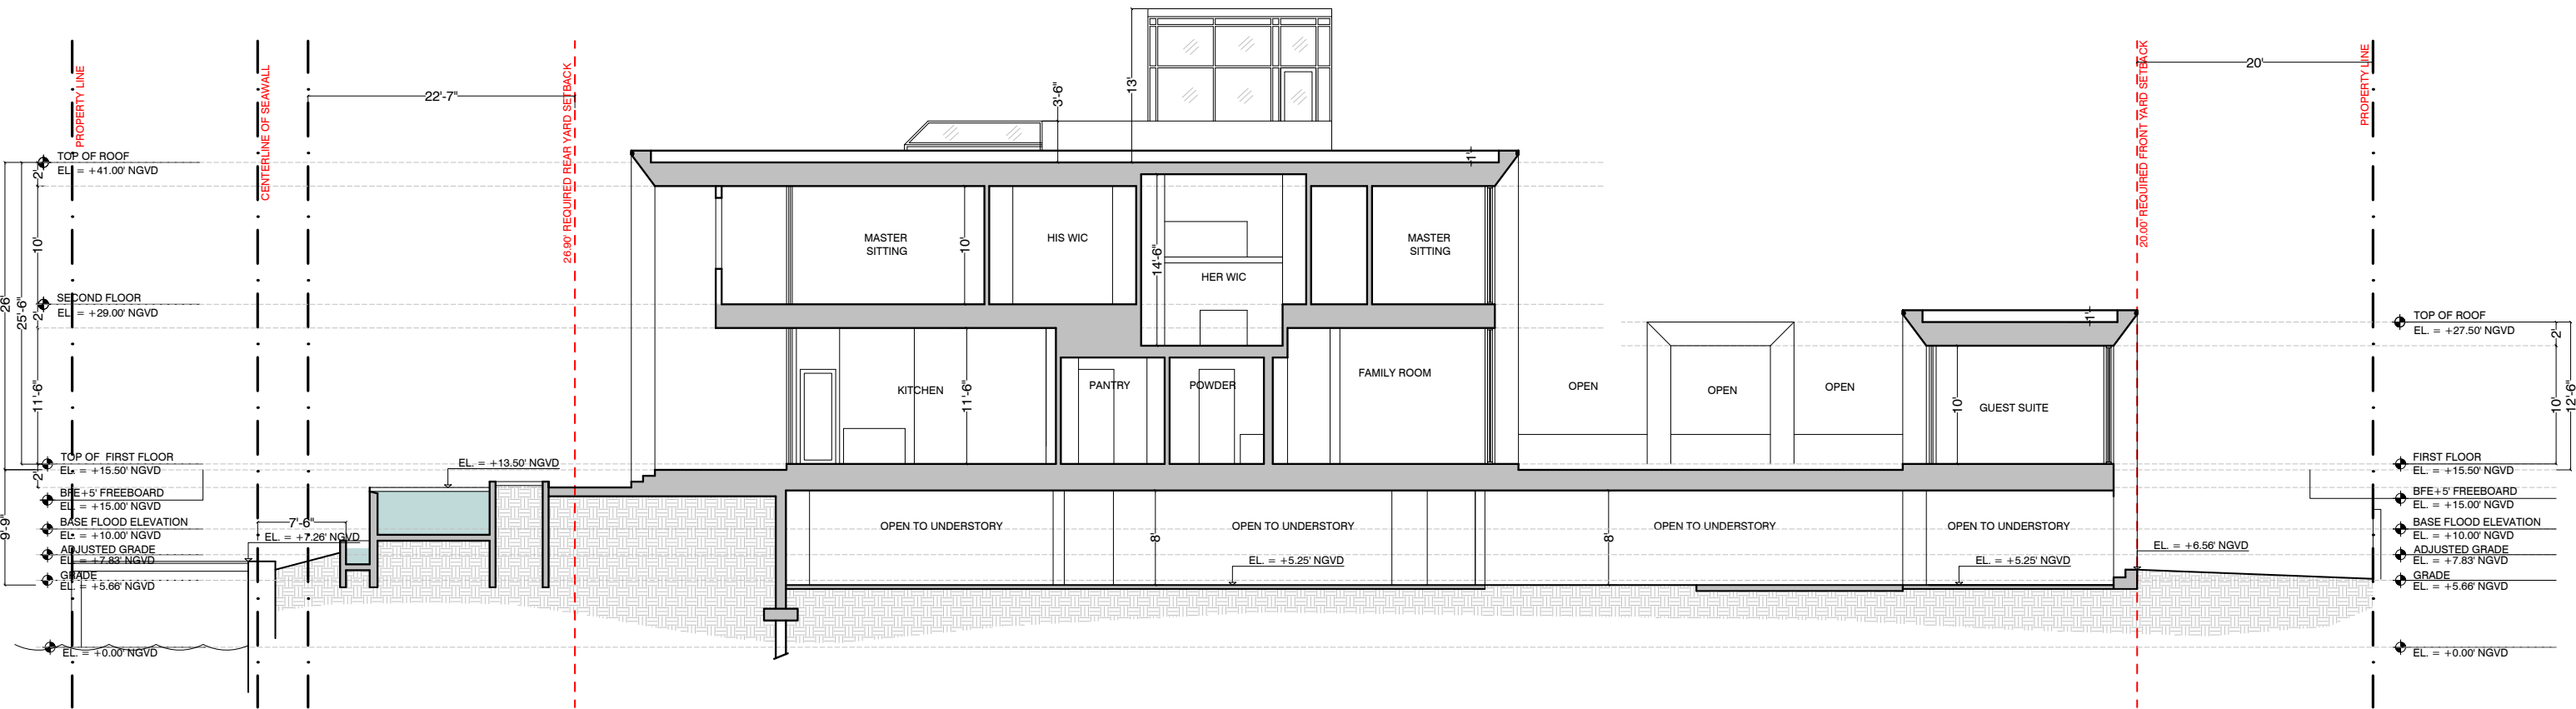 PROPERTY LINE
CENTERLINE OF SEAWALL
22'-7"
26.90' REQUIRED REAR YARD SETBACK
3'-6"
13'
20.00' REQUIRED FRONT YARD SETBACK
20'
PROPERTY LINE
TOP OF ROOF
EL. = +41.00' NGVD
2'
10'
SECOND FLOOR
EL. = +29.00' NGVD
2'
26'
25'-6"
11'-6"
TOP OF FIRST FLOOR
EL. = +15.50' NGVD
2'
BFE+5' FREEBOARD
EL. = +15.00' NGVD
BASE FLOOD ELEVATION
EL. = +10.00' NGVD
9'-9"
ADJUSTED GRADE
EL. = +7.83' NGVD
GRADE
EL. = +5.66' NGVD
EL. = +0.00' NGVD
7'-6"
EL. = +7.26' NGVD
EL. = +13.50' NGVD
1'
MASTER
SITTING
10'
HIS WIC
14'-6"
HER WIC
MASTER
SITTING
KITCHEN
11'-6"
PANTRY
POWDER
FAMILY ROOM
OPEN
OPEN
OPEN
1'
10'
GUEST SUITE
OPEN TO UNDERSTORY
8'
OPEN TO UNDERSTORY
EL. = +5.25' NGVD
8'
OPEN TO UNDERSTORY
OPEN TO UNDERSTORY
EL. = +5.25' NGVD
EL. = +6.56' NGVD
TOP OF ROOF
EL. = +27.50' NGVD
2'
10'
12'-6"
FIRST FLOOR
EL. = +15.50' NGVD
BFE+5' FREEBOARD
EL. = +15.00' NGVD
BASE FLOOD ELEVATION
EL. = +10.00' NGVD
ADJUSTED GRADE
EL. = +7.83' NGVD
GRADE
EL. = +5.66' NGVD
EL. = +0.00' NGVD